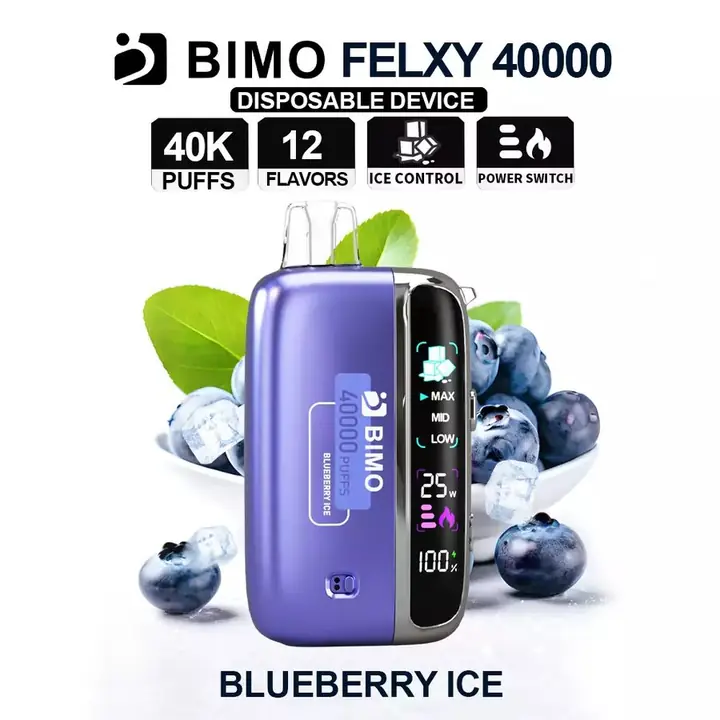 BIMO FELXY 40000
DISPOSABLE DEVICE
40K
PUFFS
12
FLAVORS
ICE CONTROL
POWER SWITCH
MAX
MID
LOW
25w
100%
BIMO
40000 PUFFS
BLUEBERRY ICE
BLUEBERRY ICE